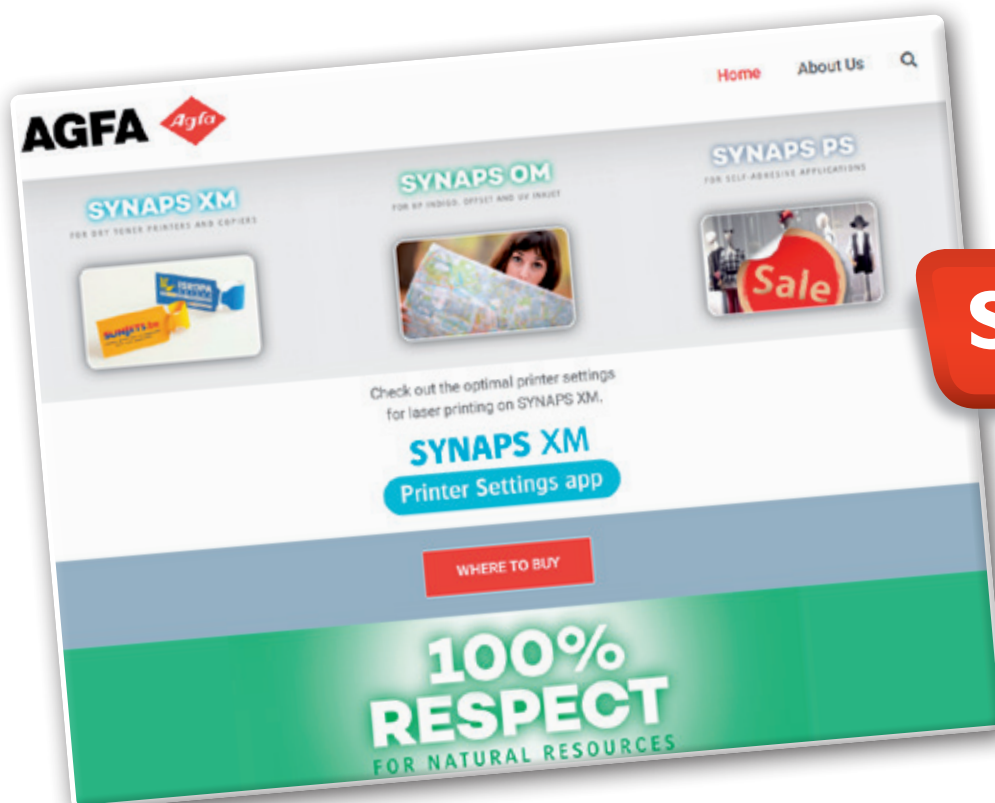 Home
About Us
AGFA
Agfa
SYNAPS XM
FOR DRY TONER PRINTERS AND COPIERS
SYNAPS OM
FOR HP INDIGO, OFFSET AND UV INKJET
SYNAPS PS
FOR SELF-ADHESIVE APPLICATIONS
Sale
Check out the optimal printer settings
for laser printing on SYNAPS XM.
SYNAPS XM
Printer Settings app
WHERE TO BUY
100%
RESPECT
FOR NATURAL RESOURCES
S